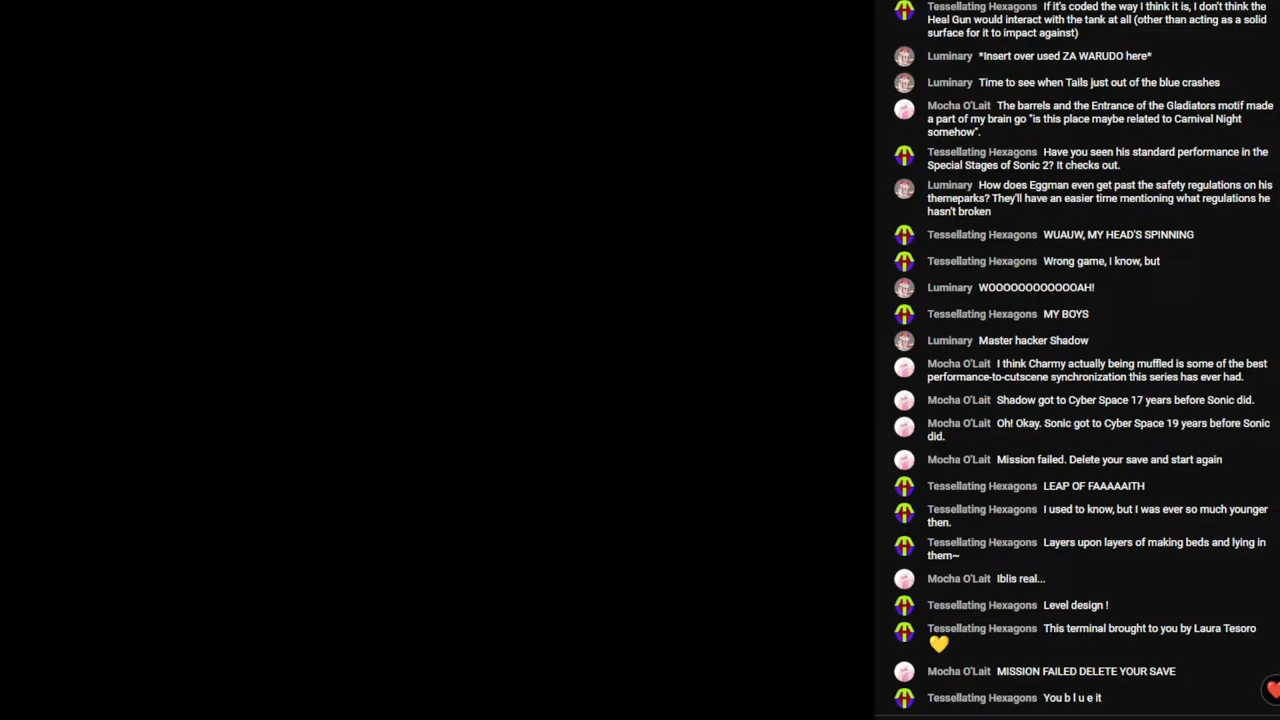 Tessellating Hexagons If it's coded the way I think it is, I don't think the
Heal Gun would interact with the tank at all (other than acting as a solid
surface for it to impact against)
Luminary *Insert over used ZA WARUDO here*
Luminary Time to see when Tails just out of the blue crashes
Mocha O'Lait The barrels and the Entrance of the Gladiators motif made
a part of my brain go "is this place maybe related to Carnival Night
somehow".
Tessellating Hexagons Have you seen his standard performance in the
Special Stages of Sonic 2? It checks out.
Luminary How does Eggman even get past the safety regulations on his
themeparks? They'll have an easier time mentioning what regulations he
hasn't broken
Tessellating Hexagons WUAUW, MY HEAD'S SPINNING
Tessellating Hexagons Wrong game, I know, but
Luminary WOOOOOOOOOOOAH!
Tessellating Hexagons MY BOYS
Luminary Master hacker Shadow
Mocha O'Lait I think Charmy actually being muffled is some of the best
performance-to-cutscene synchronization this series has ever had.
Mocha O'Lait Shadow got to Cyber Space 17 years before Sonic did.
Mocha O'Lait Oh! Okay. Sonic got to Cyber Space 19 years before Sonic
did.
Mocha O'Lait Mission failed. Delete your save and start again
Tessellating Hexagons LEAP OF FAAAAAITH
Tessellating Hexagons I used to know, but I was ever so much younger
then.
Tessellating Hexagons Layers upon layers of making beds and lying in
them~
Mocha O'Lait Iblis real...
Tessellating Hexagons Level design !
Tessellating Hexagons This terminal brought to you by Laura Tesoro
💛
Mocha O'Lait MISSION FAILED DELETE YOUR SAVE
Tessellating Hexagons You b l u e it